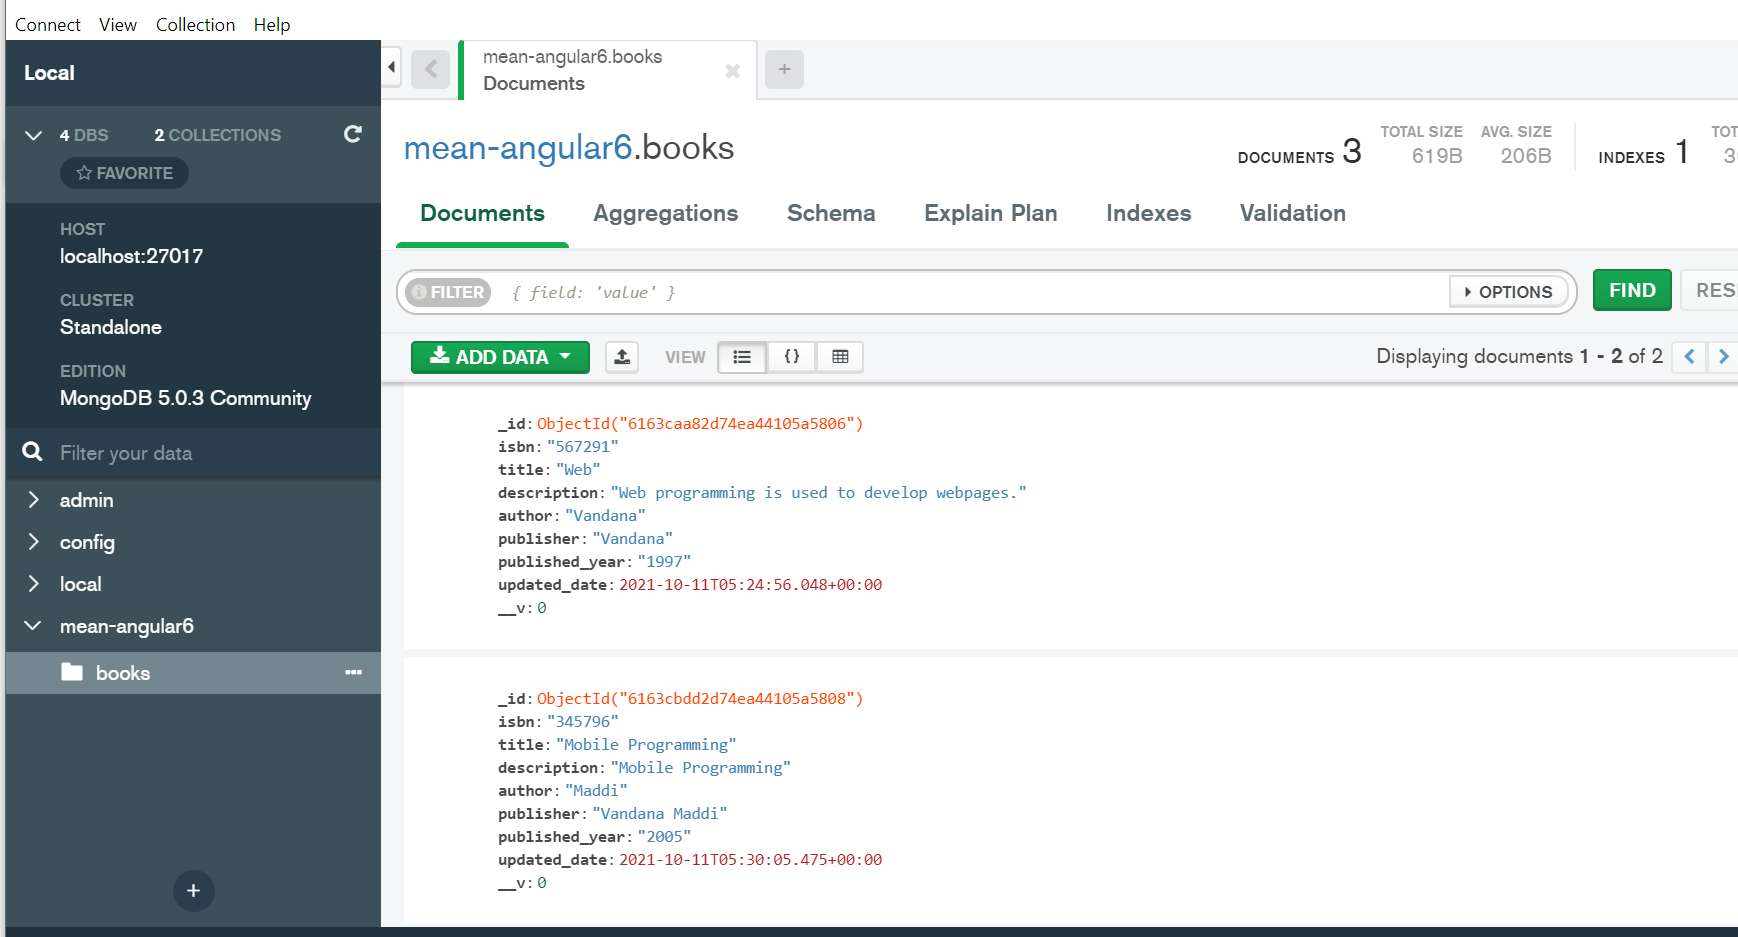 Connect View Collection Help
Local
4 DBS 2 COLLECTIONS
FAVORITE
HOST
localhost:27017
CLUSTER
Standalone
EDITION
MongoDB 5.0.3 Community
Filter your data
admin
config
local
mean-angular6
books
mean-angular6.books
Documents
mean-angular6.books
DOCUMENTS 3
TOTAL SIZE
619B
AVG. SIZE
206B
INDEXES 1
Documents Aggregations Schema Explain Plan Indexes Validation
FILTER { field: 'value' } OPTIONS FIND
ADD DATA VIEW {} Displaying documents 1 - 2 of 2
_id: ObjectId("6163caa82d74ea44105a5806")
isbn: "567291"
title: "Web"
description: "Web programming is used to develop webpages."
author: "Vandana"
publisher: "Vandana"
published_year: "1997"
updated_date: 2021-10-11T05:24:56.048+00:00
__v: 0
_id: ObjectId("6163cbdd2d74ea44105a5808")
isbn: "345796"
title: "Mobile Programming"
description: "Mobile Programming"
author: "Maddi"
publisher: "Vandana Maddi"
published_year: "2005"
updated_date: 2021-10-11T05:30:05.475+00:00
__v: 0